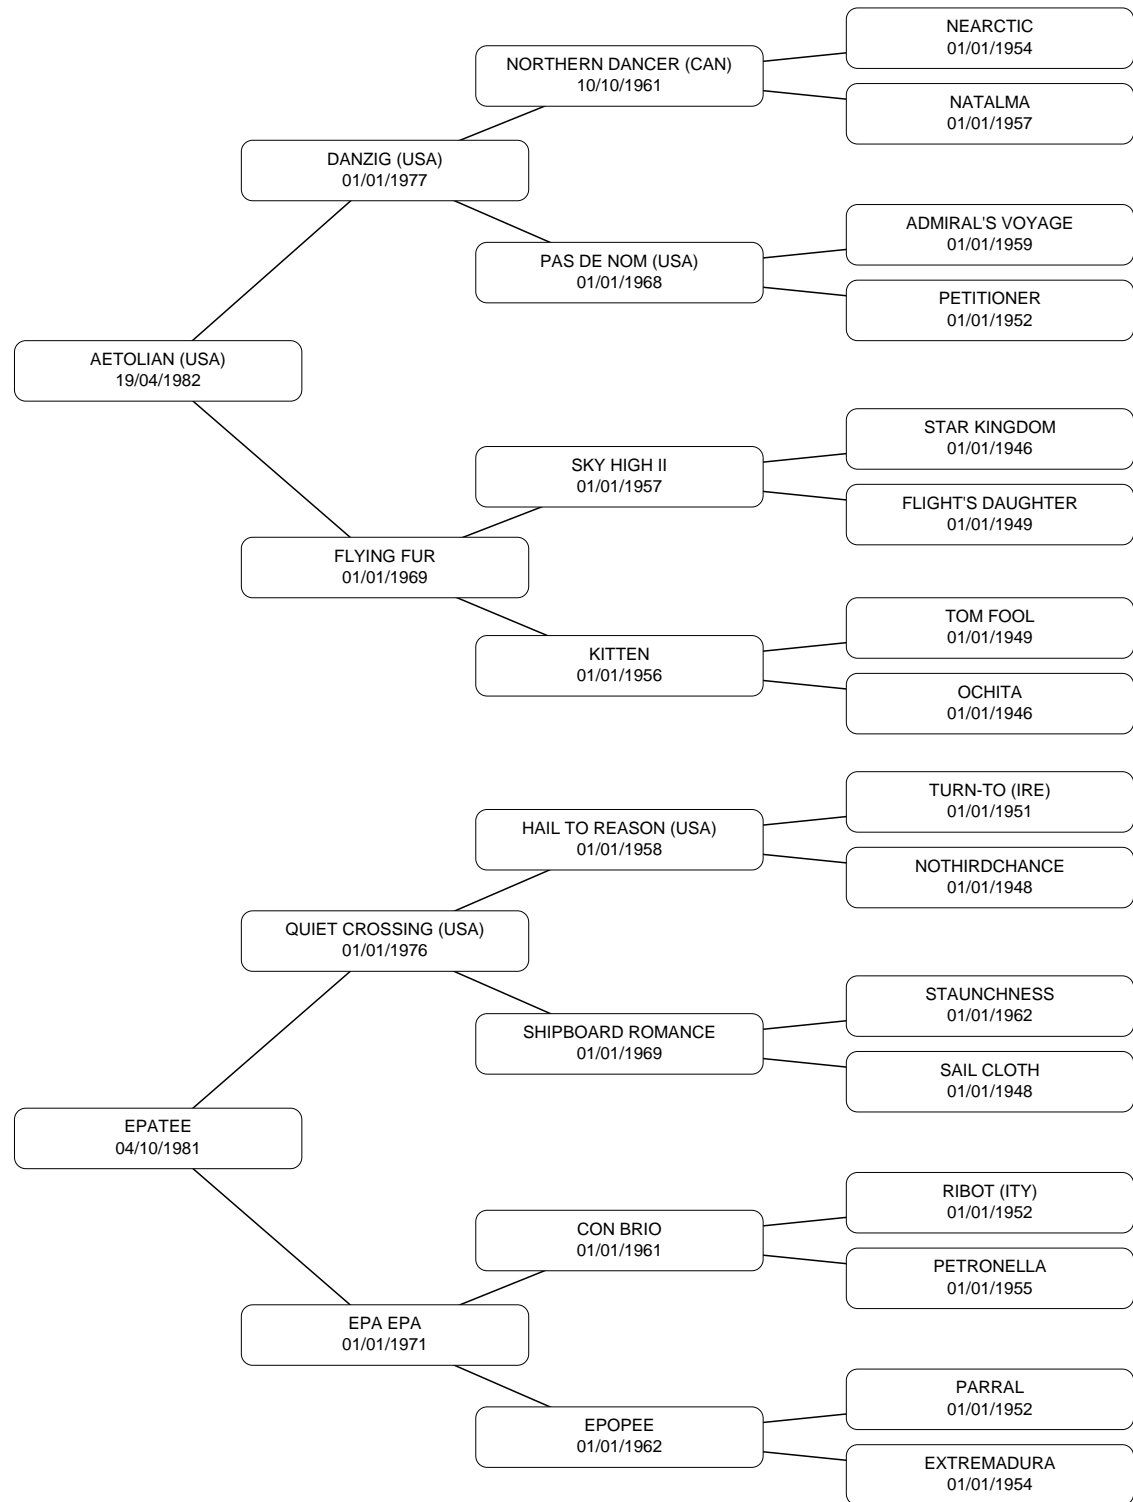 NEARCTIC
01/01/1954
NORTHERN DANCER (CAN)
10/10/1961
NATALMA
01/01/1957
DANZIG (USA)
01/01/1977
ADMIRAL'S VOYAGE
01/01/1959
PAS DE NOM (USA)
01/01/1968
PETITIONER
01/01/1952
AETOLIAN (USA)
19/04/1982
STAR KINGDOM
01/01/1946
SKY HIGH II
01/01/1957
FLIGHT'S DAUGHTER
01/01/1949
FLYING FUR
01/01/1969
TOM FOOL
01/01/1949
KITTEN
01/01/1956
OCHITA
01/01/1946
TURN-TO (IRE)
01/01/1951
HAIL TO REASON (USA)
01/01/1958
NOTHIRDCHANCE
01/01/1948
QUIET CROSSING (USA)
01/01/1976
STAUNCHNESS
01/01/1962
SHIPBOARD ROMANCE
01/01/1969
SAIL CLOTH
01/01/1948
EPATEE
04/10/1981
RIBOT (ITY)
01/01/1952
CON BRIO
01/01/1961
PETRONELLA
01/01/1955
EPA EPA
01/01/1971
PARRAL
01/01/1952
EPOPEE
01/01/1962
EXTREMADURA
01/01/1954